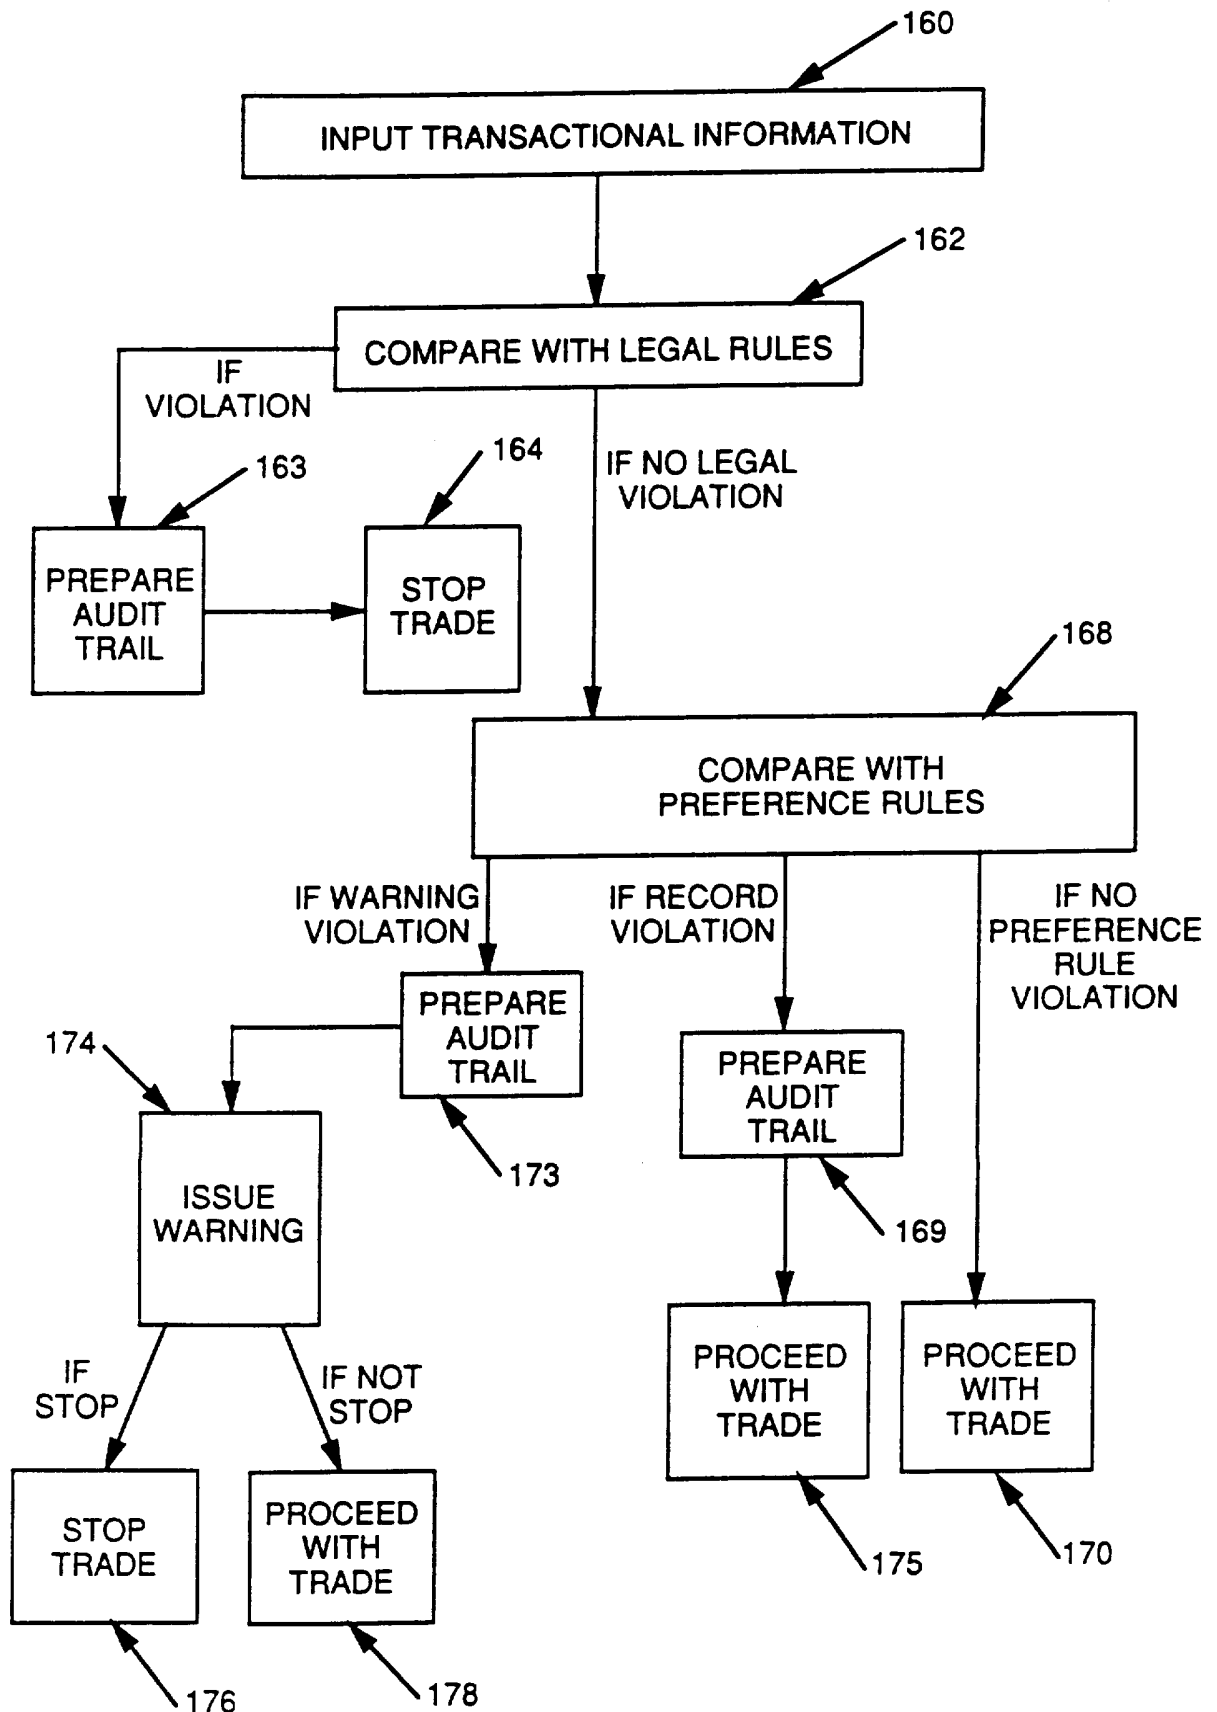 160
INPUT TRANSACTIONAL INFORMATION
162
COMPARE WITH LEGAL RULES
IF
VIOLATION
163
164
IF NO LEGAL
VIOLATION
PREPARE
AUDIT
TRAIL
STOP
TRADE
168
COMPARE WITH
PREFERENCE RULES
IF WARNING
VIOLATION
IF RECORD
VIOLATION
IF NO
PREFERENCE
RULE
VIOLATION
PREPARE
AUDIT
TRAIL
173
174
ISSUE
WARNING
PREPARE
AUDIT
TRAIL
169
IF
STOP
IF NOT
STOP
PROCEED
WITH
TRADE
175
PROCEED
WITH
TRADE
170
STOP
TRADE
176
PROCEED
WITH
TRADE
178